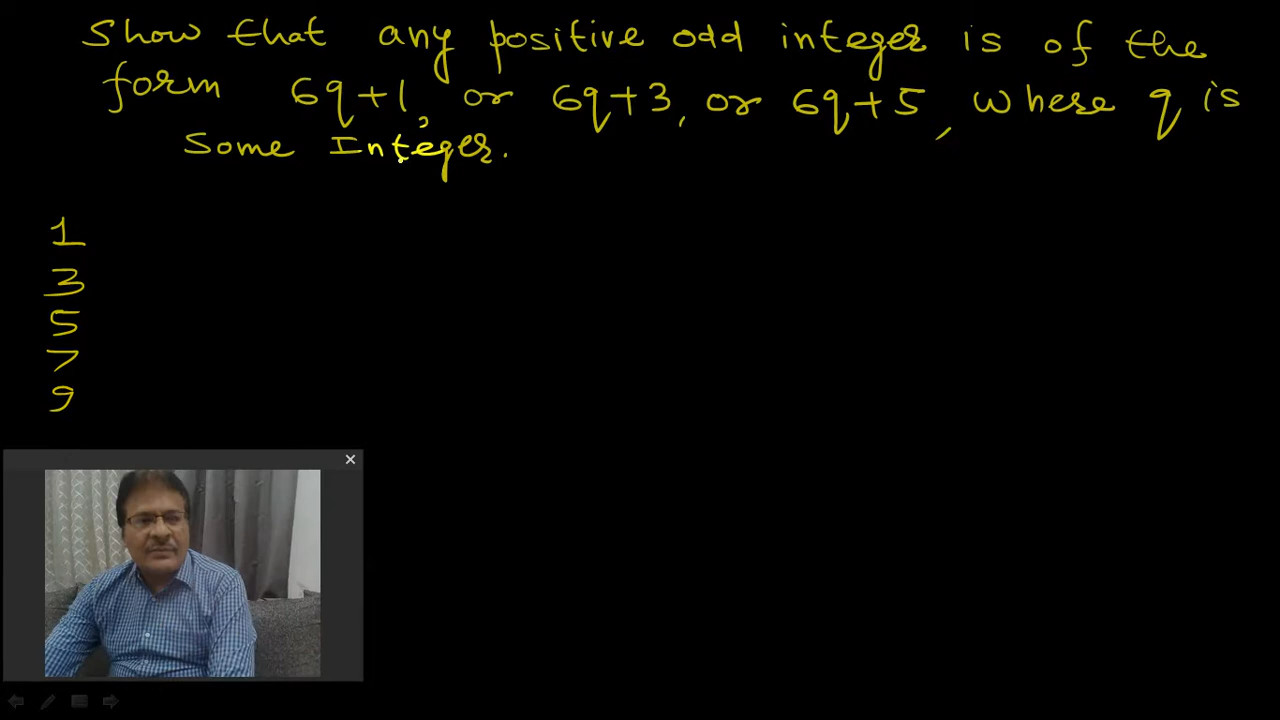 Show that any positive odd integer is of the
form 6q+1, or 6q+3, or 6q+5, where q is
Some Integer.
1
3
5
7
9